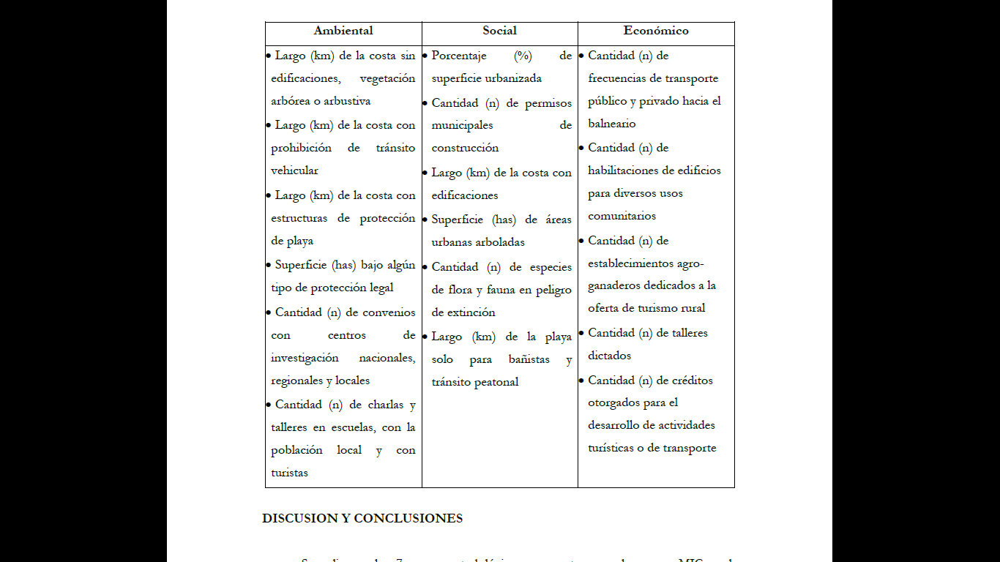 Ambiental
Social
Económico
• Largo (km) de la costa sin
edificaciones, vegetación
arbórea o arbustiva
• Largo (km) de la costa con
prohibición de tránsito
vehicular
• Largo (km) de la costa con
estructuras de protección
de playa
• Superficie (has) bajo algún
tipo de protección legal
• Cantidad (n) de convenios
con centros de
investigación nacionales,
regionales y locales
• Cantidad (n) de charlas y
talleres en escuelas, con la
población local y con
turistas
• Porcentaje (%) de
superficie urbanizada
• Cantidad (n) de permisos
municipales de
construcción
• Largo (km) de la costa con
edificaciones
• Superficie (has) de áreas
urbanas arboladas
• Cantidad (n) de especies
de flora y fauna en peligro
de extinción
• Largo (km) de la playa
solo para bañistas y
tránsito peatonal
• Cantidad (n) de
frecuencias de transporte
público y privado hacia el
balneario
• Cantidad (n) de
habilitaciones de edificios
para diversos usos
comunitarios
• Cantidad (n) de
establecimientos agro-
ganaderos dedicados a la
oferta de turismo rural
• Cantidad (n) de talleres
dictados
• Cantidad (n) de créditos
otorgados para el
desarrollo de actividades
turísticas o de transporte
DISCUSION Y CONCLUSIONES